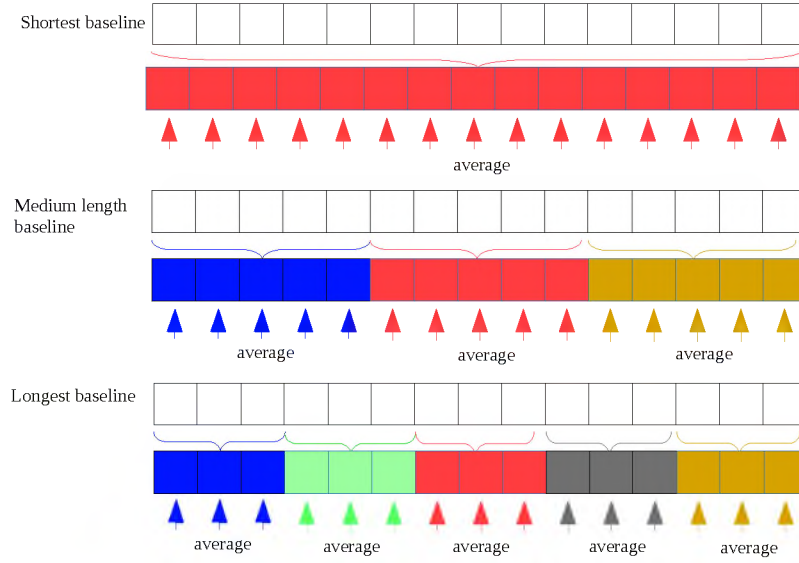 Shortest baseline
average
Medium length
baseline
average
average
average
Longest baseline
average
average
average
average
average